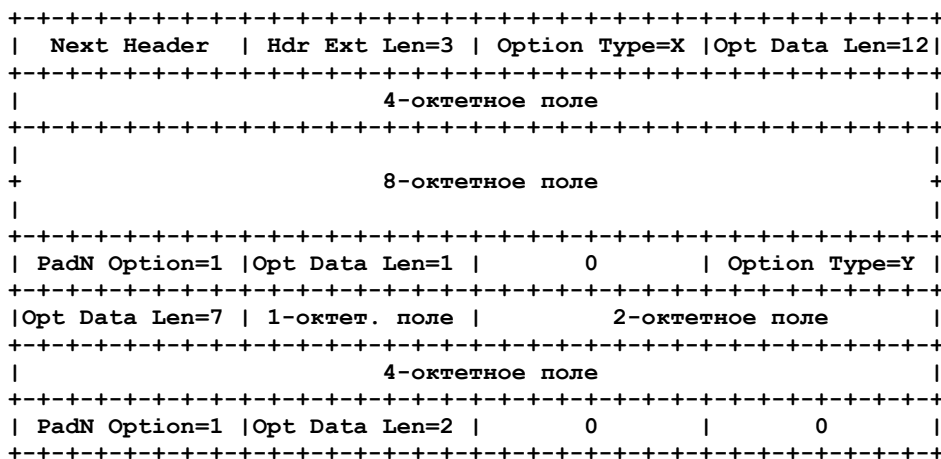 +-+-+-+-+-+-+-+-+-+-+-+-+-+-+-+-+-+-+-+-+-+-+-+-+-+-+-+-+-+-+-+-+
|  Next Header  | Hdr Ext Len=3 | Option Type=X |Opt Data Len=12|
+-+-+-+-+-+-+-+-+-+-+-+-+-+-+-+-+-+-+-+-+-+-+-+-+-+-+-+-+-+-+-+-+
|                         4-октетное поле                       |
+-+-+-+-+-+-+-+-+-+-+-+-+-+-+-+-+-+-+-+-+-+-+-+-+-+-+-+-+-+-+-+-+
|                                                               |
+                         8-октетное поле                       +
|                                                               |
+-+-+-+-+-+-+-+-+-+-+-+-+-+-+-+-+-+-+-+-+-+-+-+-+-+-+-+-+-+-+-+-+
| PadN Option=1 |Opt Data Len=1 |       0       | Option Type=Y |
+-+-+-+-+-+-+-+-+-+-+-+-+-+-+-+-+-+-+-+-+-+-+-+-+-+-+-+-+-+-+-+-+
|Opt Data Len=7 | 1-октет. поле |         2-октетное поле       |
+-+-+-+-+-+-+-+-+-+-+-+-+-+-+-+-+-+-+-+-+-+-+-+-+-+-+-+-+-+-+-+-+
|                         4-октетное поле                       |
+-+-+-+-+-+-+-+-+-+-+-+-+-+-+-+-+-+-+-+-+-+-+-+-+-+-+-+-+-+-+-+-+
| PadN Option=1 |Opt Data Len=2 |       0       |       0       |
+-+-+-+-+-+-+-+-+-+-+-+-+-+-+-+-+-+-+-+-+-+-+-+-+-+-+-+-+-+-+-+-+